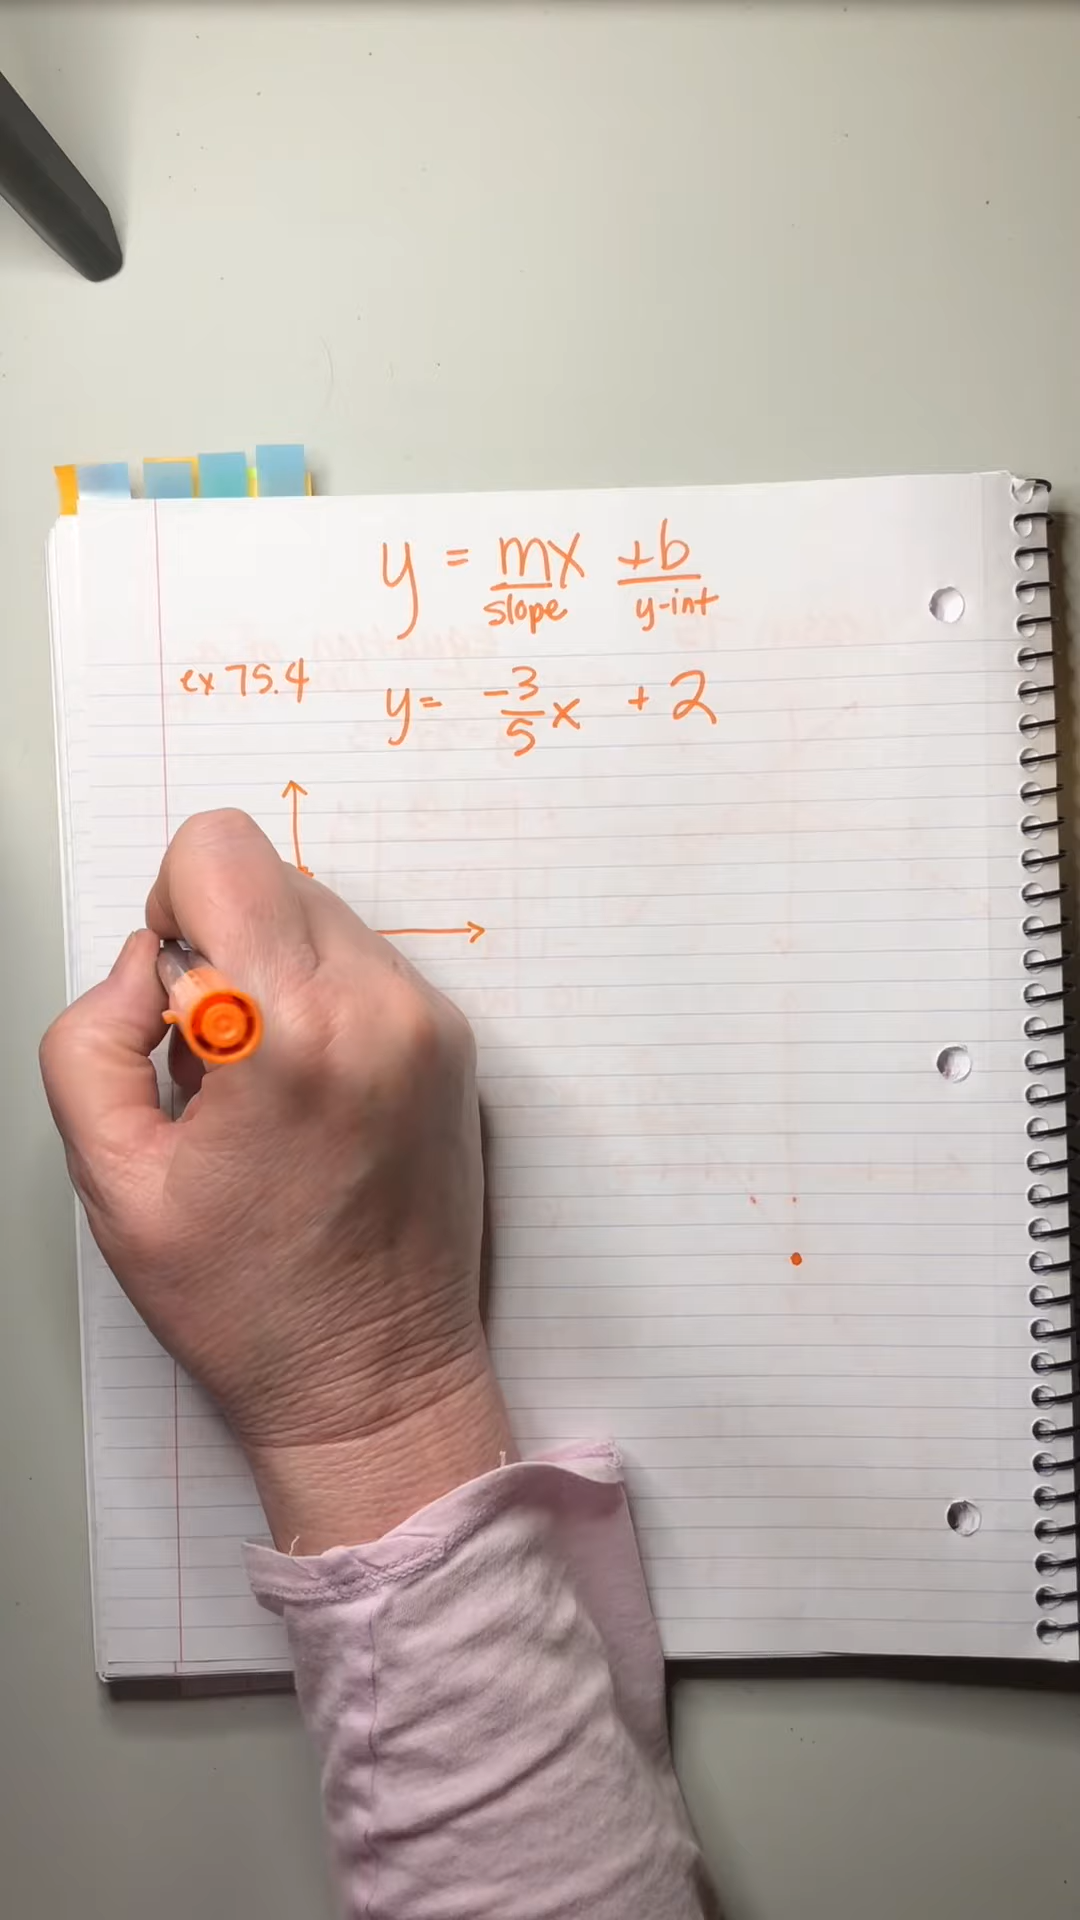 y = mx + b
slope y-int
ex 75.4 y = -3/5 x + 2